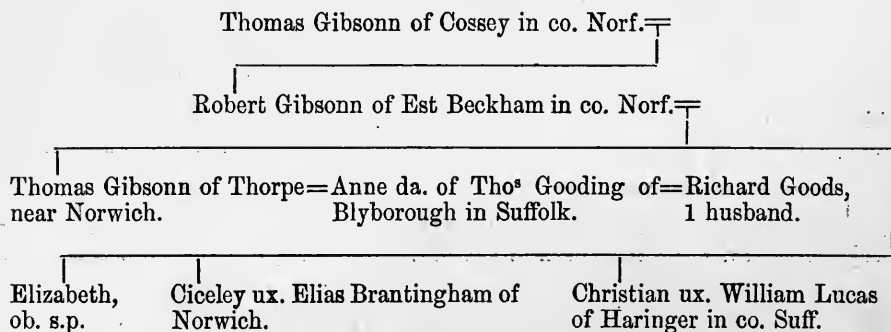 Thomas Gibsonn of Cossey in co. Norf.=
Robert Gibsonn of Est Beckham in co. Norf.=
Thomas Gibsonn of Thorpe=Anne da. of Thoˢ Gooding of=Richard Goods,
near Norwich. Blyborough in Suffolk. 1 husband.
Elizabeth, Ciceley ux. Elias Brantingham of Christian ux. William Lucas
ob. s.p. Norwich. of Haringer in co. Suff.